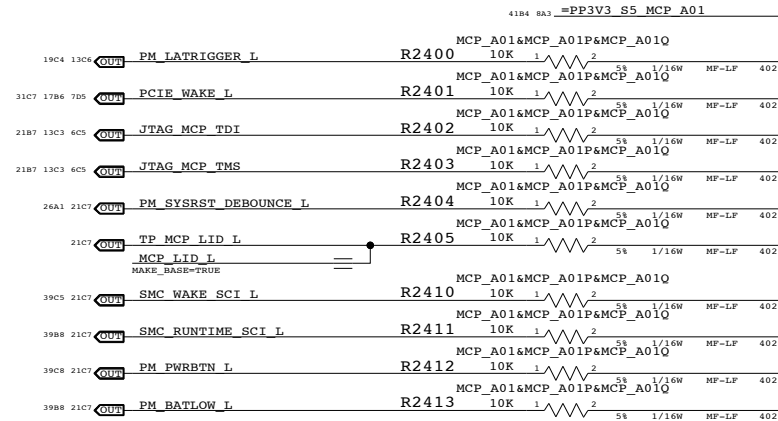 41B4 8A3 =PP3V3_S5_MCP_A01
MCP_A01&MCP_A01P&MCP_A01Q
19C4 13C6 OUT PM_LATRIGGER_L R2400 10K 1 2
5% 1/16W MF-LF 402
MCP_A01&MCP_A01P&MCP_A01Q
31C7 17B6 7D5 OUT PCIE_WAKE_L R2401 10K 1 2
5% 1/16W MF-LF 402
MCP_A01&MCP_A01P&MCP_A01Q
21B7 13C3 6C5 OUT JTAG_MCP_TDI R2402 10K 1 2
5% 1/16W MF-LF 402
MCP_A01&MCP_A01P&MCP_A01Q
21B7 13C3 6C5 OUT JTAG_MCP_TMS R2403 10K 1 2
5% 1/16W MF-LF 402
MCP_A01&MCP_A01P&MCP_A01Q
26A1 21C7 OUT PM_SYSRST_DEBOUNCE_L R2404 10K 1 2
5% 1/16W MF-LF 402
MCP_A01&MCP_A01P&MCP_A01Q
21C7 OUT TP_MCP_LID_L R2405 10K 1 2
5% 1/16W MF-LF 402
MCP_LID_L
MAKE_BASE=TRUE
MCP_A01&MCP_A01P&MCP_A01Q
39C5 21C7 OUT SMC_WAKE_SCI_L R2410 10K 1 2
5% 1/16W MF-LF 402
MCP_A01&MCP_A01P&MCP_A01Q
39B8 21C7 OUT SMC_RUNTIME_SCI_L R2411 10K 1 2
5% 1/16W MF-LF 402
MCP_A01&MCP_A01P&MCP_A01Q
39C8 21C7 OUT PM_PWRBTN_L R2412 10K 1 2
5% 1/16W MF-LF 402
MCP_A01&MCP_A01P&MCP_A01Q
39B8 21C7 OUT PM_BATLOW_L R2413 10K 1 2
5% 1/16W MF-LF 402